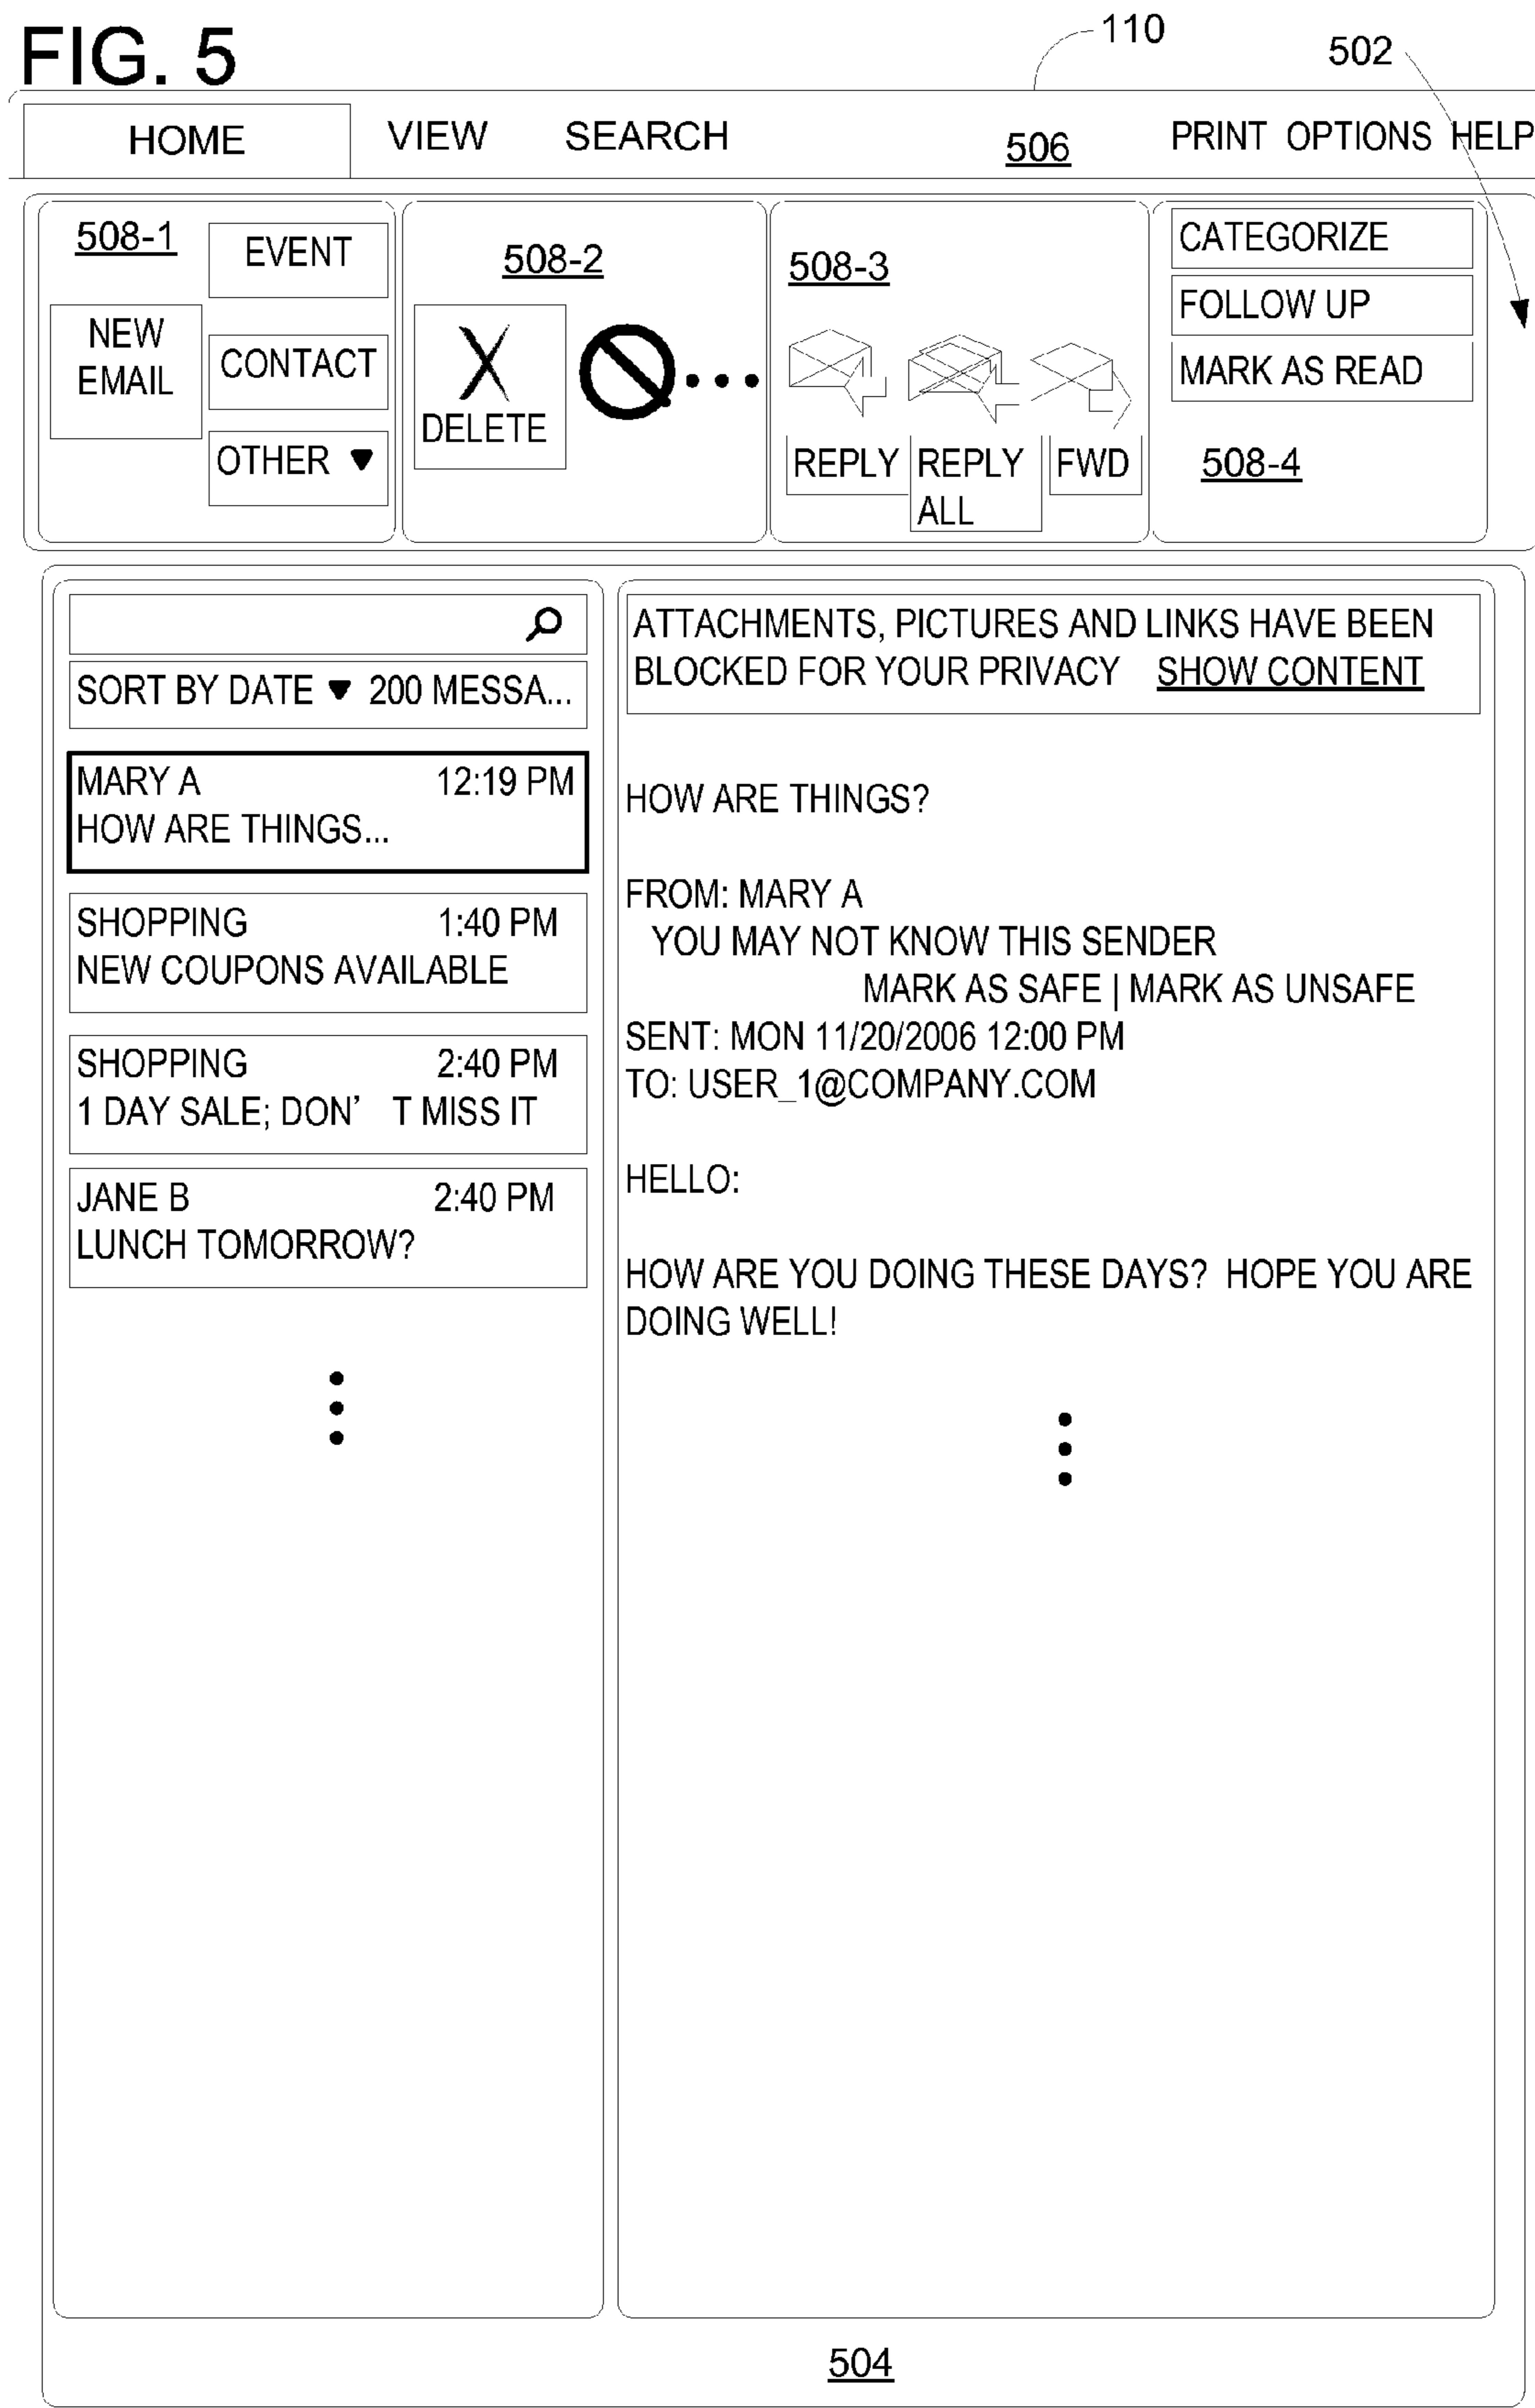 FIG. 5
110
502
HOME VIEW SEARCH 506 PRINT OPTIONS HELP
508-1
EVENT
NEW
EMAIL
CONTACT
OTHER ▼
508-2
X
DELETE
...
508-3
REPLY
REPLY
ALL
FWD
CATEGORIZE
FOLLOW UP
MARK AS READ
508-4
SORT BY DATE ▼ 200 MESSA...
MARY A 12:19 PM
HOW ARE THINGS...
SHOPPING 1:40 PM
NEW COUPONS AVAILABLE
SHOPPING 2:40 PM
1 DAY SALE; DON’ T MISS IT
JANE B 2:40 PM
LUNCH TOMORROW?
ATTACHMENTS, PICTURES AND LINKS HAVE BEEN
BLOCKED FOR YOUR PRIVACY SHOW CONTENT
HOW ARE THINGS?
FROM: MARY A
YOU MAY NOT KNOW THIS SENDER
MARK AS SAFE | MARK AS UNSAFE
SENT: MON 11/20/2006 12:00 PM
TO: USER_1@COMPANY.COM
HELLO:
HOW ARE YOU DOING THESE DAYS? HOPE YOU ARE
DOING WELL!
504